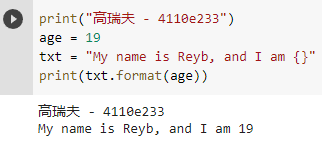 print("高瑞夫 - 4110e233")
age = 19
txt = "My name is Reyb, and I am {}"
print(txt.format(age))
高瑞夫 - 4110e233
My name is Reyb, and I am 19